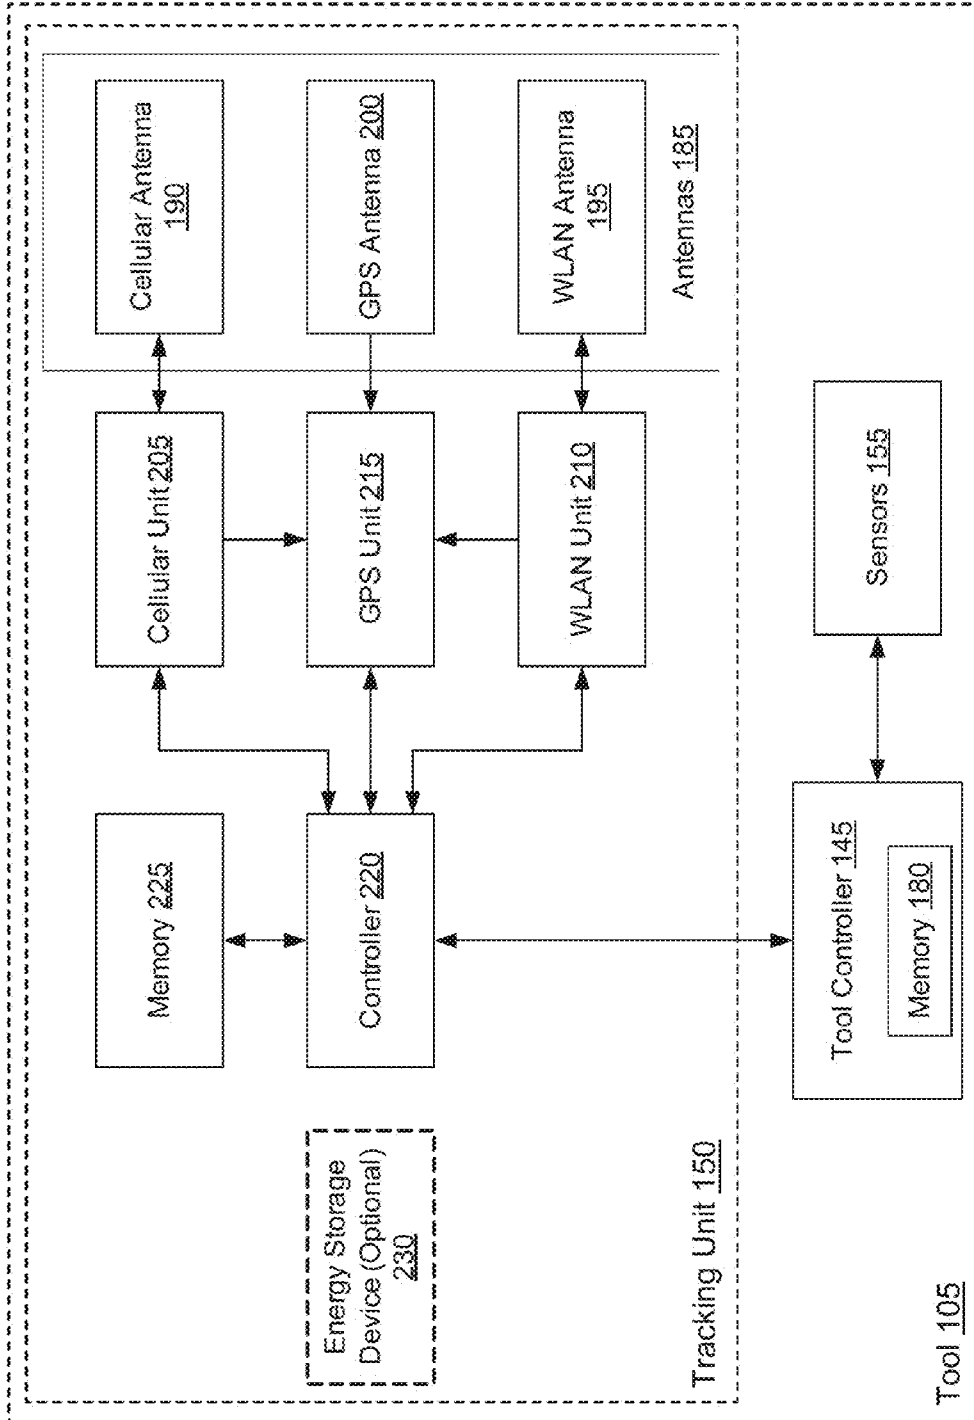 Energy Storage
Device (Optional)
230
Memory 225
Controller 220
Cellular Unit 205
GPS Unit 215
WLAN Unit 210
Cellular Antenna
190
GPS Antenna 200
WLAN Antenna
195
Antennas 185
Tracking Unit 150
Tool Controller 145
Memory 180
Sensors 155
Tool 105